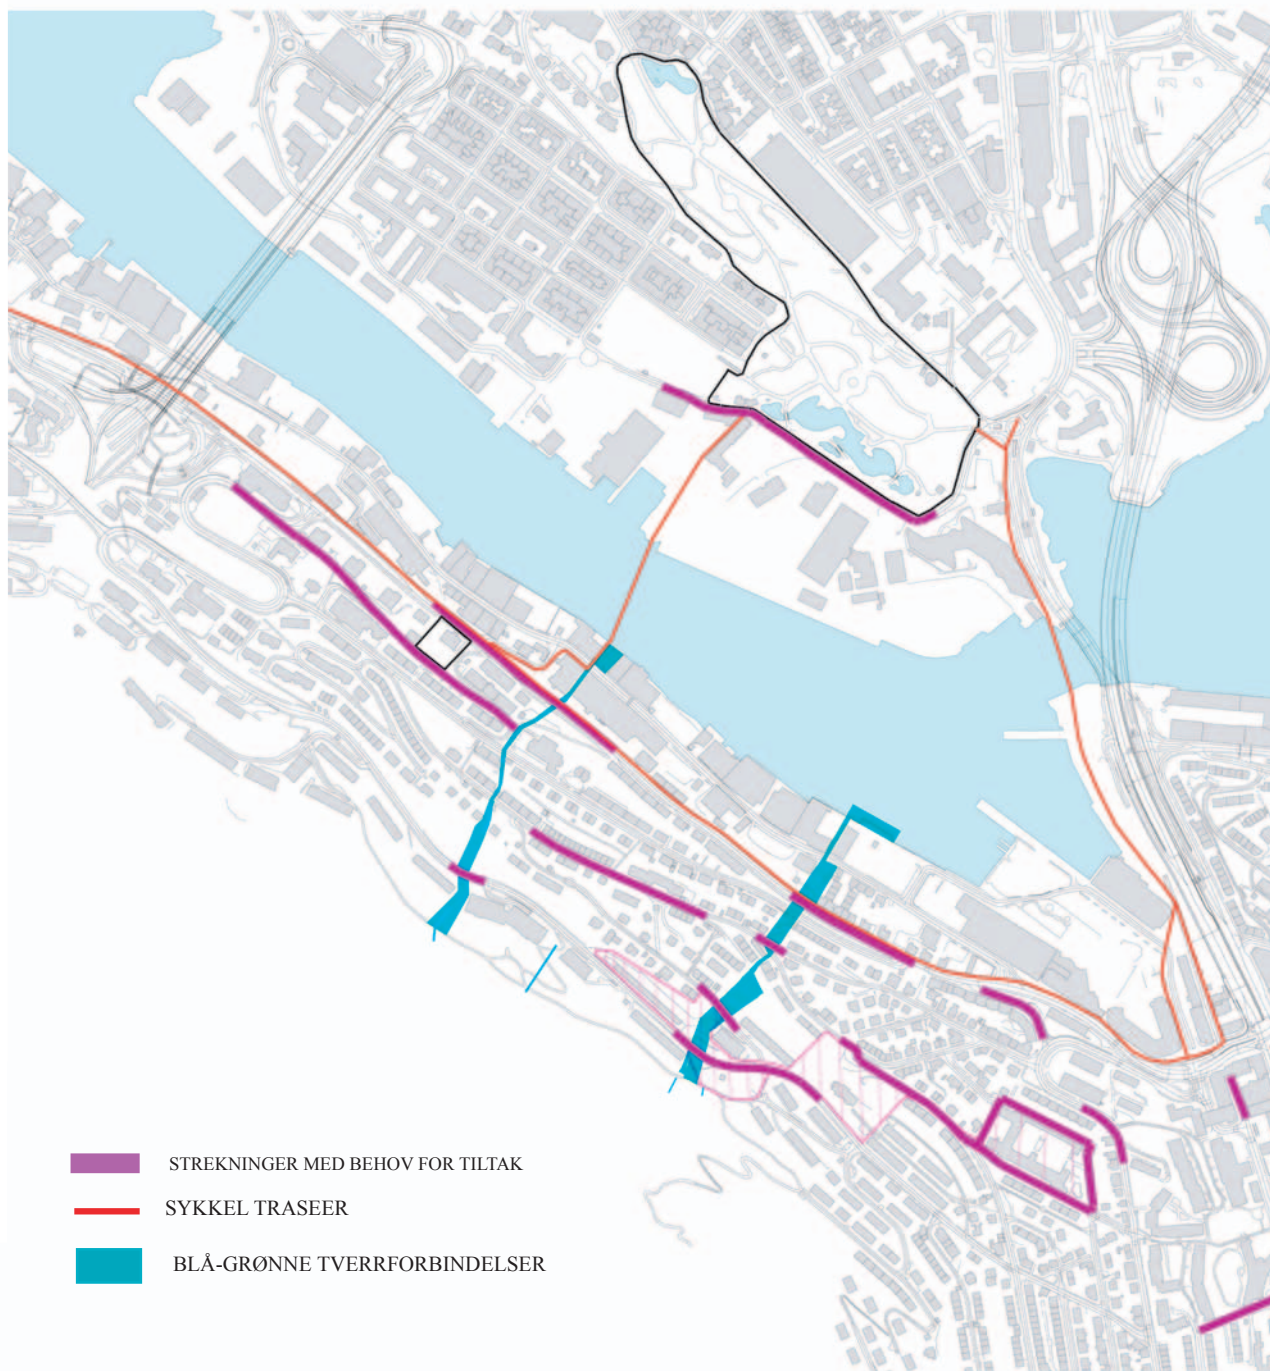 STREKNINGER MED BEHOV FOR TILTAK
SYKKEL TRASEER
BLÅ-GRØNNE TVERRFORBINDELSER